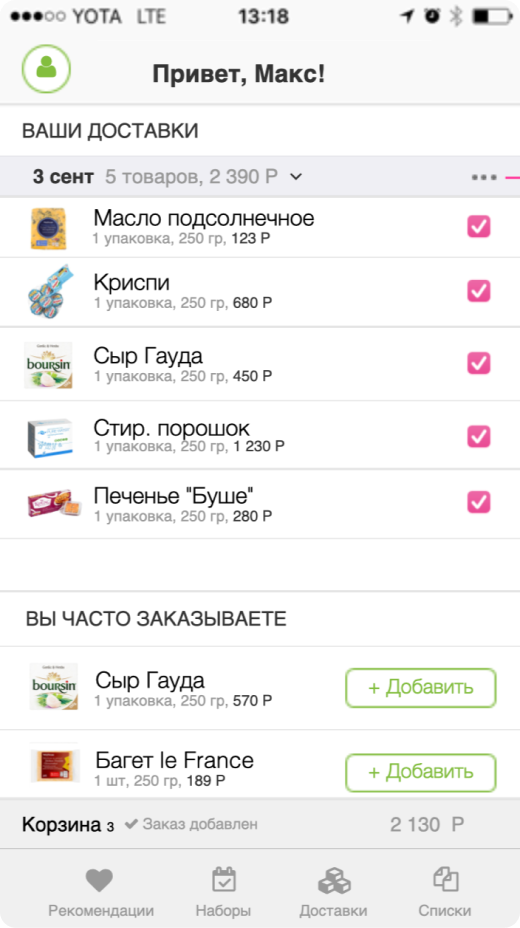 YOTA LTE 13:18
Привет, Макс!
ВАШИ ДОСТАВКИ
3 сент 5 товаров, 2 390 Р
Масло подсолнечное
1 упаковка, 250 гр, 123 Р
Криспи
1 упаковка, 250 гр, 680 Р
boursin
Сыр Гауда
1 упаковка, 250 гр, 450 Р
Стир. порошок
1 упаковка, 250 гр, 1 230 Р
Печенье "Буше"
1 упаковка, 250 гр, 280 Р
ВЫ ЧАСТО ЗАКАЗЫВАЕТЕ
boursin
Сыр Гауда
1 упаковка, 250 гр, 570 Р
+ Добавить
Багет le France
1 шт, 250 гр, 189 Р
+ Добавить
Корзина 3 Заказ добавлен 2 130 Р
Рекомендации Наборы Доставки Списки